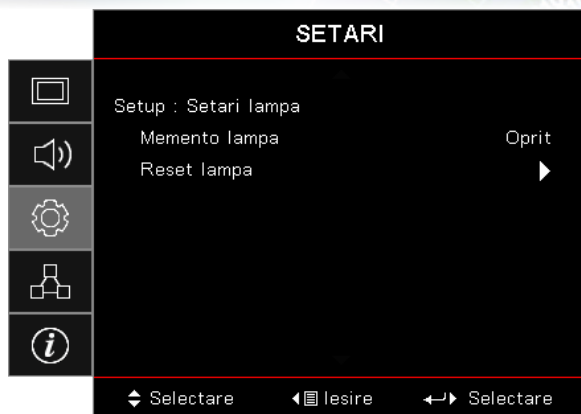 SETARI
Setup : Setari lampa
Memento lampa Oprit
Reset lampa
Selectare Iesire Selectare